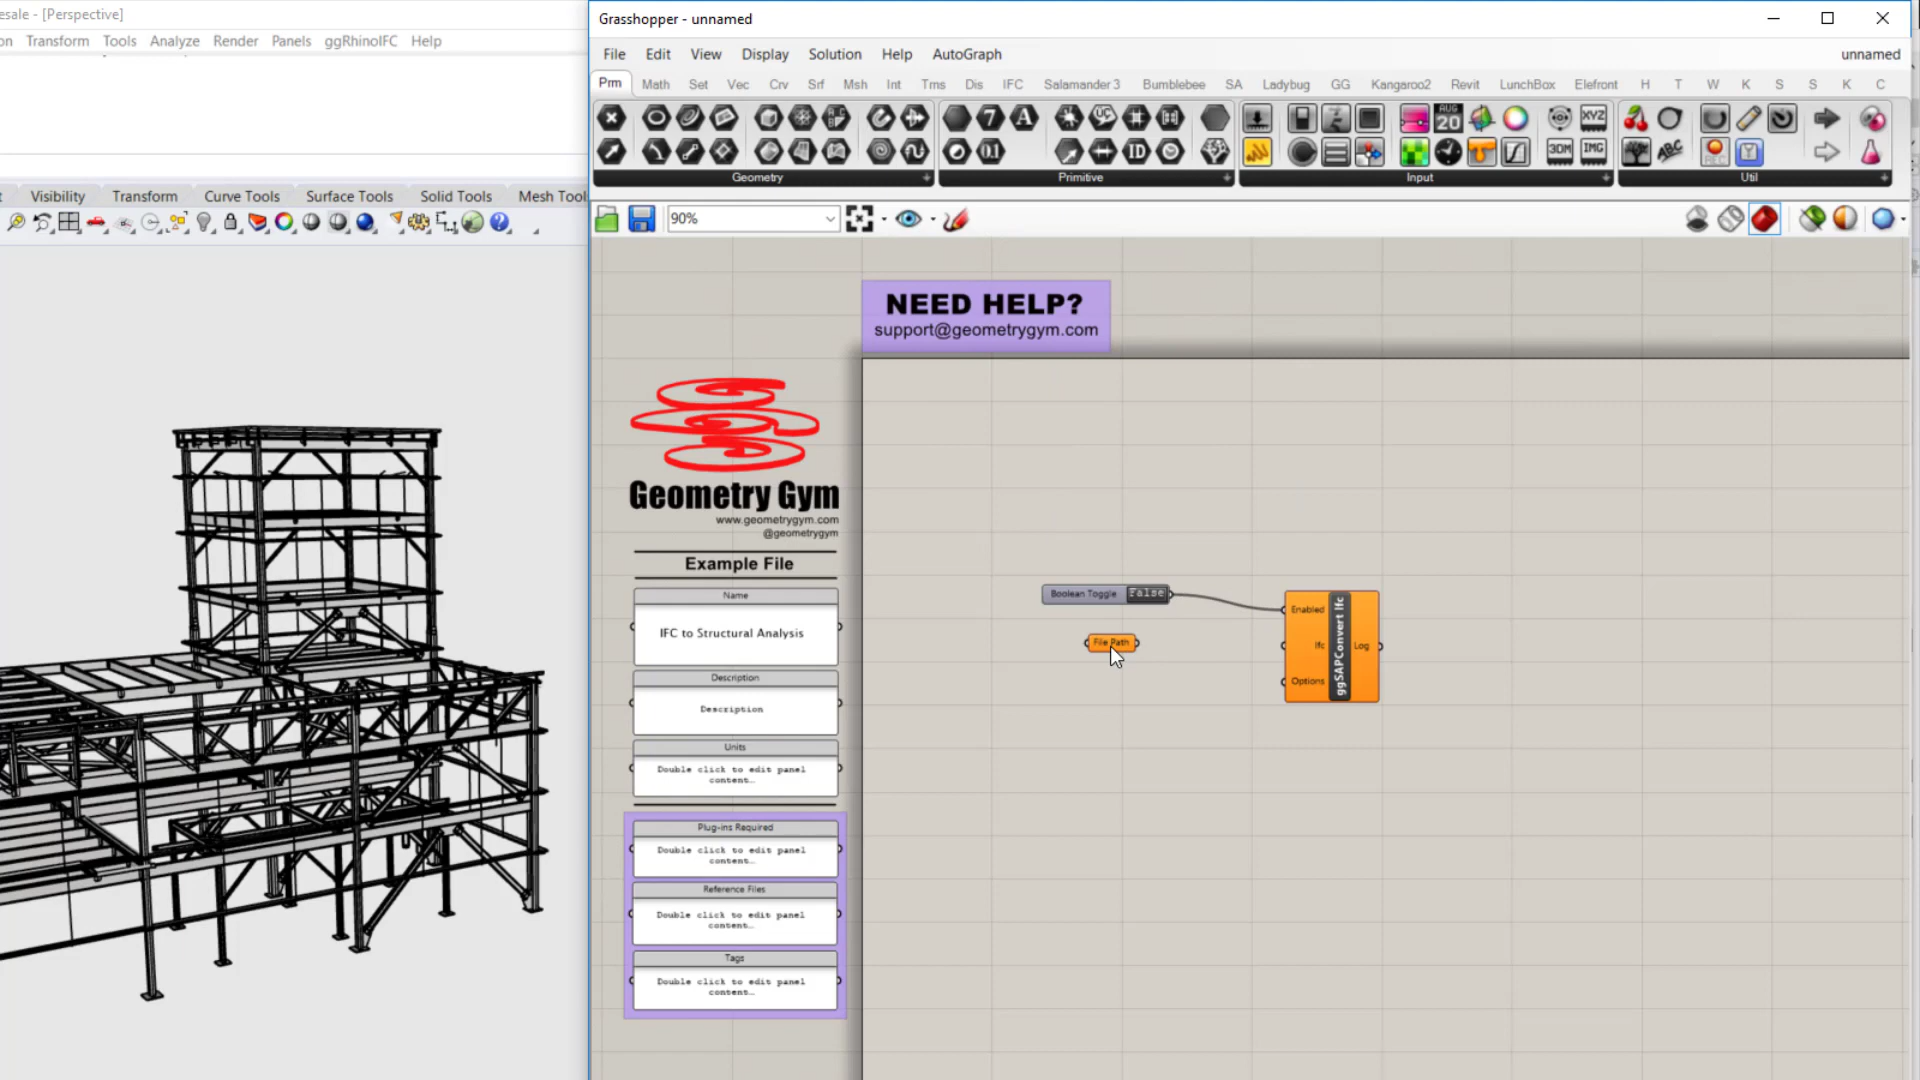 esale - [Perspective]
on Transform Tools Analyze Render Panels ggRhinoIFC Help
Visibility Transform Curve Tools Surface Tools Solid Tools Mesh Tool
Grasshopper - unnamed
File Edit View Display Solution Help AutoGraph unnamed
Prm Math Set Vec Crv Srf Msh Int Trns Dis IFC Salamander 3 Bumblebee SA Ladybug GG Kangaroo2 Revit LunchBox Elefront H T W K S S K C
Geometry Primitive Input Util
90%
NEED HELP?
support@geometrygym.com
Geometry Gym
www.geometrygym.com
@geometrygym
Example File
Name
IFC to Structural Analysis
Description
Description
Units
Double click to edit panel
content…
Plug-ins Required
Double click to edit panel
content…
Reference Files
Double click to edit panel
content…
Tags
Double click to edit panel
content…
Boolean Toggle False
File Path
Enabled
Ifc
Options
ggSAPConvert Ifc
Log